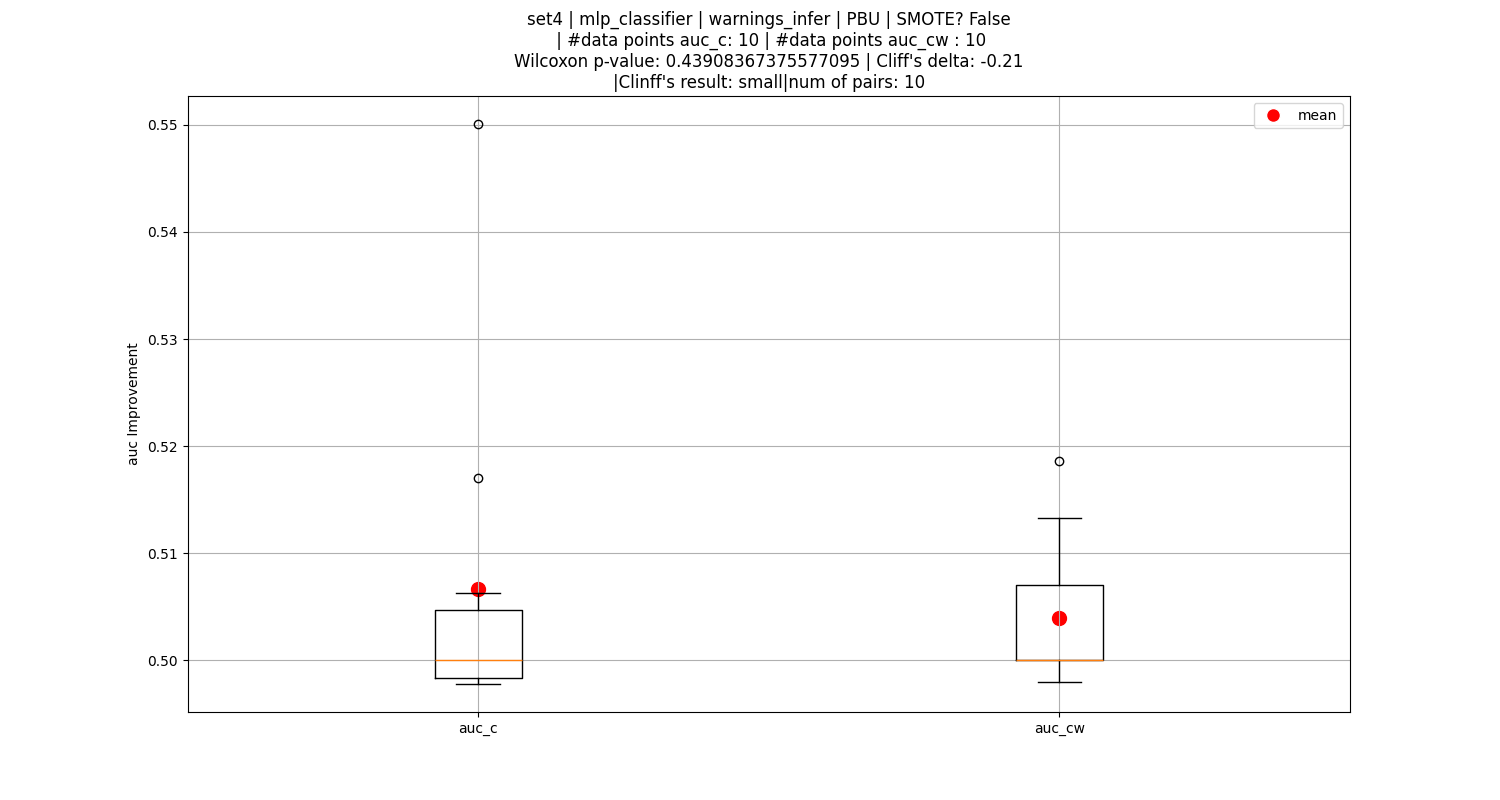 set4 | mlp_classifier | warnings_infer | PBU | SMOTE? False
| #data points auc_c: 10 | #data points auc_cw : 10
Wilcoxon p-value: 0.43908367375577095 | Cliff's delta: -0.21
|Clinff's result: small|num of pairs: 10
mean
0.55
0.54
0.53
0.52
0.51
0.50
auc Improvement
auc_c
auc_cw